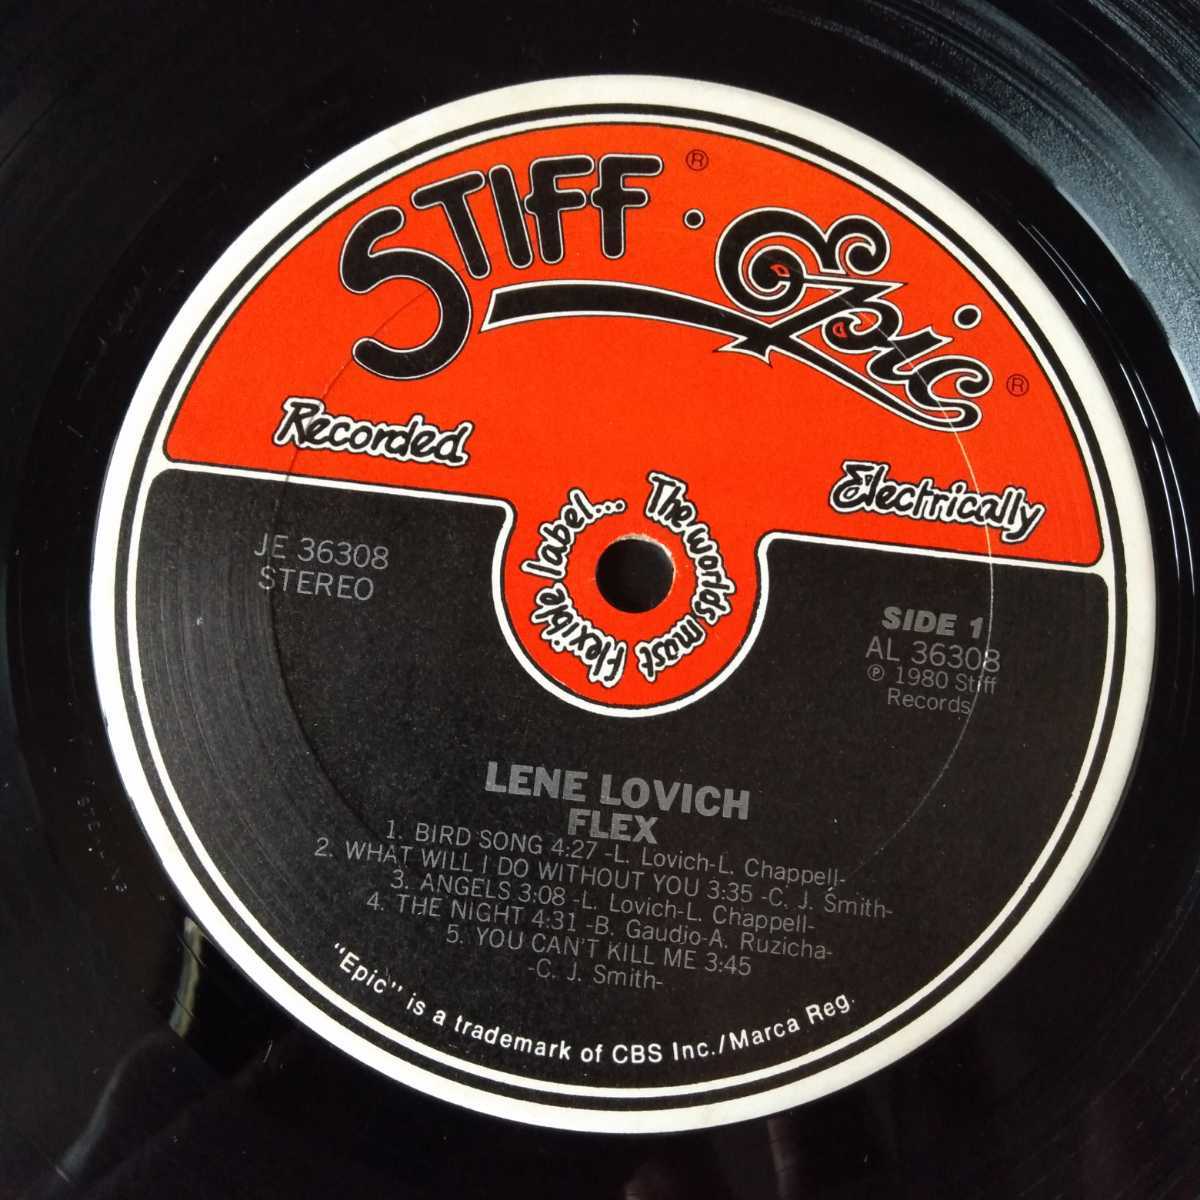 STIFF® · Epic®
Recorded
Electrically
The worlds most flexible label...
JE 36308
STEREO
SIDE 1
AL 36308
℗ 1980 Stiff
Records
LENE LOVICH
FLEX
1. BIRD SONG 4:27 -L. Lovich-L. Chappell-
2. WHAT WILL I DO WITHOUT YOU 3:35 -C. J. Smith-
3. ANGELS 3:08 -L. Lovich-L. Chappell-
4. THE NIGHT 4:31 -B. Gaudio-A. Ruzicha-
5. YOU CAN'T KILL ME 3:45
-C. J. Smith-
"Epic" is a trademark of CBS Inc./Marca Reg.